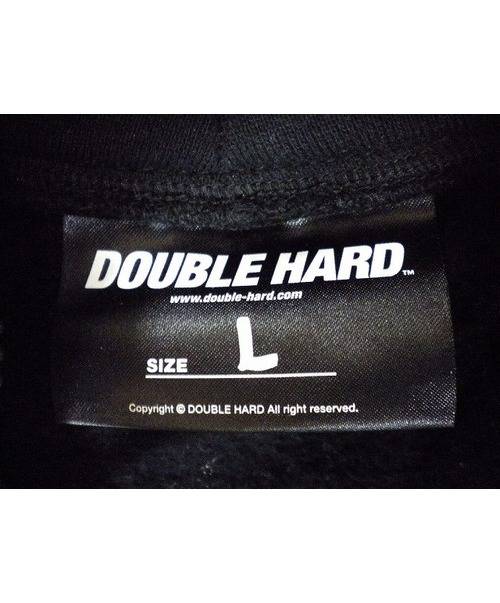 DOUBLE HARD™
www.double-hard.com
SIZE L
Copyright © DOUBLE HARD All right reserved.